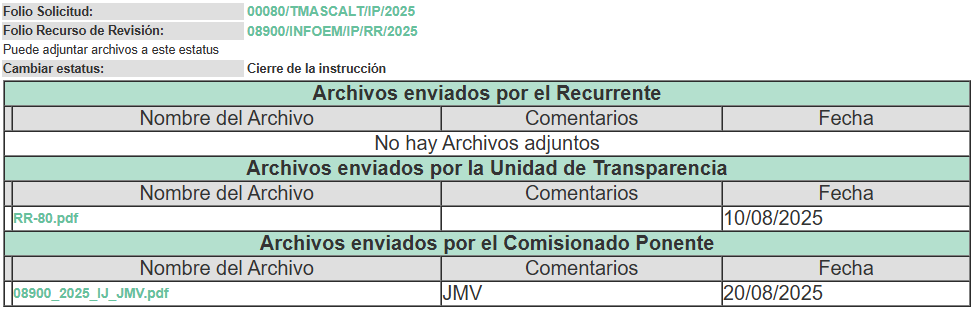 Folio Solicitud: 00080/TMASCALT/IP/2025
Folio Recurso de Revisión: 08900/INFOEM/IP/RR/2025
Puede adjuntar archivos a este estatus
Cambiar estatus: Cierre de la instrucción
Archivos enviados por el Recurrente
Nombre del Archivo Comentarios Fecha
No hay Archivos adjuntos
Archivos enviados por la Unidad de Transparencia
Nombre del Archivo Comentarios Fecha
RR-80.pdf 10/08/2025
Archivos enviados por el Comisionado Ponente
Nombre del Archivo Comentarios Fecha
08900_2025_IJ_JMV.pdf JMV 20/08/2025